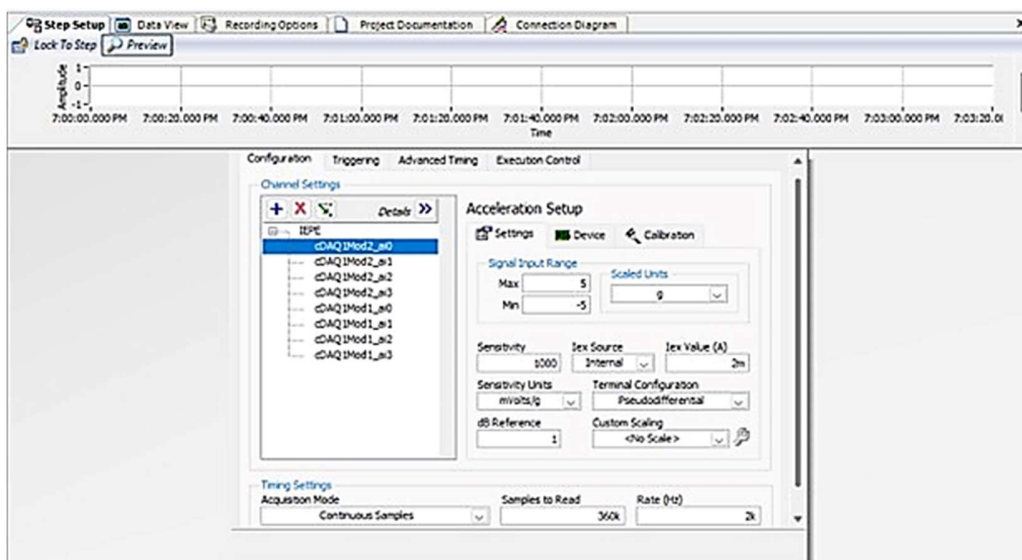 Step Setup Data View Recording Options Project Documentation Connection Diagram
Lock To Step Preview
Amplitude
1
0
-1
7:00:00.000 PM 7:00:20.000 PM 7:00:40.000 PM 7:01:00.000 PM 7:01:20.000 PM 7:01:40.000 PM 7:02:00.000 PM 7:02:20.000 PM 7:02:40.000 PM 7:03:00.000 PM 7:03:20.0(
Time
Configuration Triggering Advanced Timing Execution Control
Channel Settings
Details >>
IEPE
cDAQ1Mod2_ai0
cDAQ1Mod2_ai1
cDAQ1Mod2_ai2
cDAQ1Mod2_ai3
cDAQ1Mod1_ai0
cDAQ1Mod1_ai1
cDAQ1Mod1_ai2
cDAQ1Mod1_ai3
Acceleration Setup
Settings Device Calibration
Signal Input Range Scaled Units
Max 5
g
Min -5
Sensitivity Iex Source Iex Value (A)
1000 Internal 2m
Sensitivity Units Terminal Configuration
mVolts/g Pseudodifferential
dB Reference Custom Scaling
1 <No Scale>
Timing Settings
Acquisition Mode Samples to Read Rate (Hz)
Continuous Samples 360k 2k